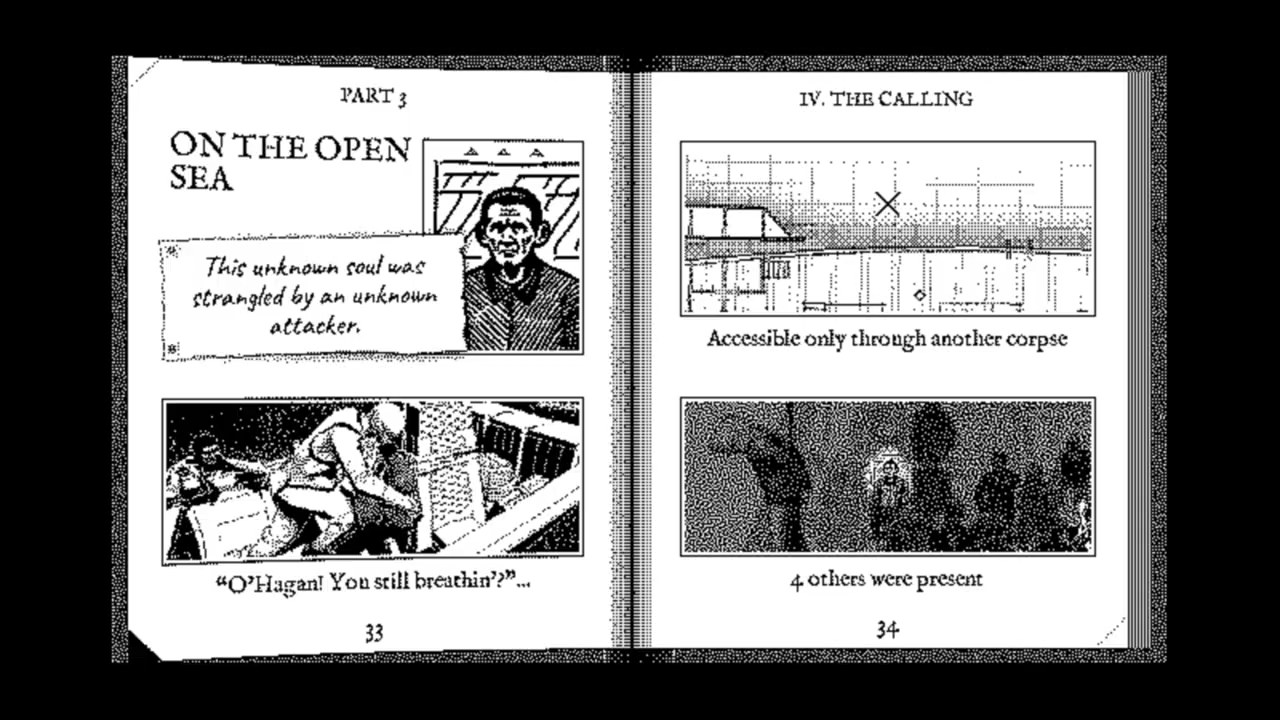 PART 3
ON THE OPEN
SEA
This unknown soul was
strangled by an unknown
attacker.
“O’Hagan! You still breathin’?”...
33
IV. THE CALLING
Accessible only through another corpse
4 others were present
34